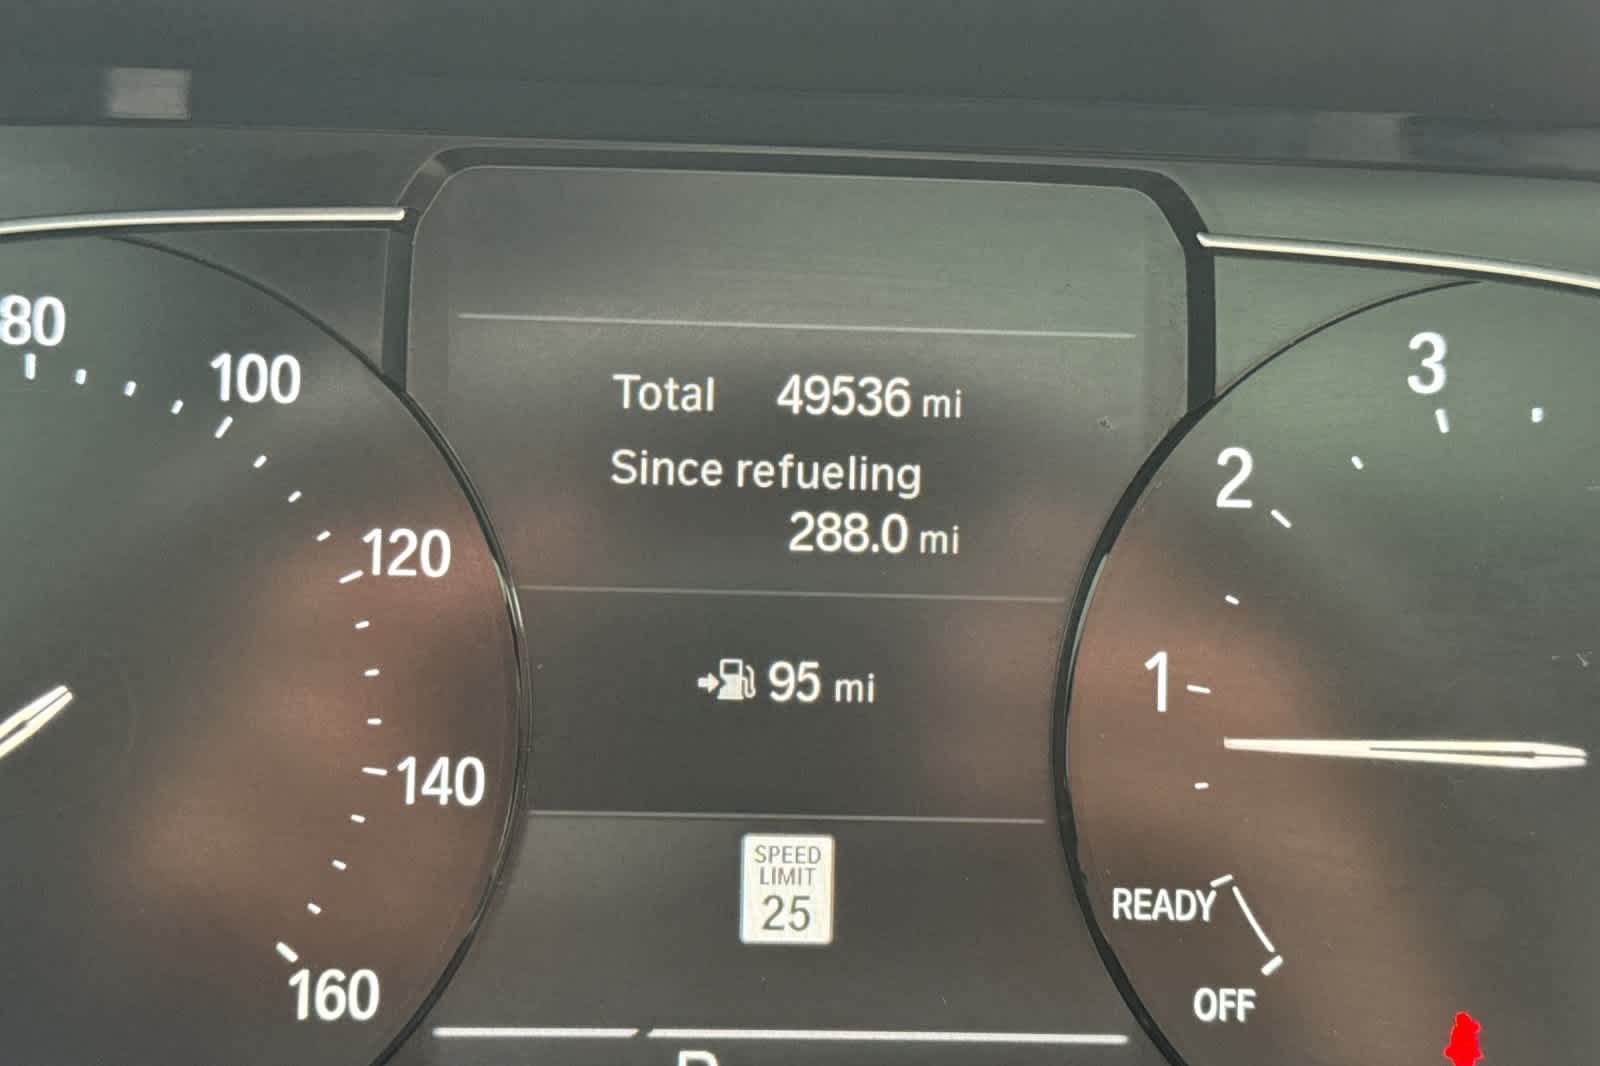 80
100
120
140
160
Total 49536 mi
Since refueling
288.0 mi
95 mi
SPEED
LIMIT
25
3
2
1
READY
OFF